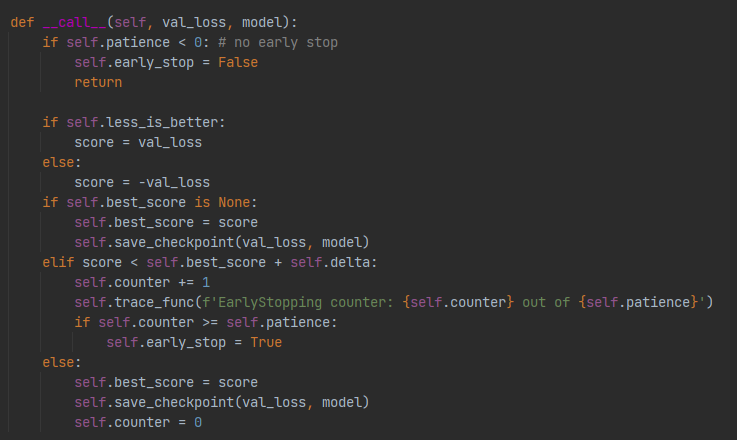 def __call__(self, val_loss, model):
    if self.patience < 0: # no early stop
        self.early_stop = False
        return

    if self.less_is_better:
        score = val_loss
    else:
        score = -val_loss
    if self.best_score is None:
        self.best_score = score
        self.save_checkpoint(val_loss, model)
    elif score < self.best_score + self.delta:
        self.counter += 1
        self.trace_func(f'EarlyStopping counter: {self.counter} out of {self.patience}')
        if self.counter >= self.patience:
            self.early_stop = True
    else:
        self.best_score = score
        self.save_checkpoint(val_loss, model)
        self.counter = 0